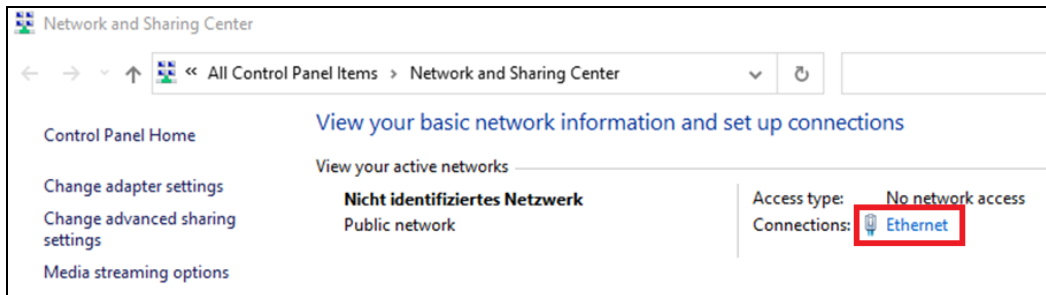 Network and Sharing Center
« All Control Panel Items > Network and Sharing Center
Control Panel Home
View your basic network information and set up connections
View your active networks
Change adapter settings
Nicht identifiziertes Netzwerk
Access type: No network access
Change advanced sharing
settings
Public network
Connections: Ethernet
Media streaming options